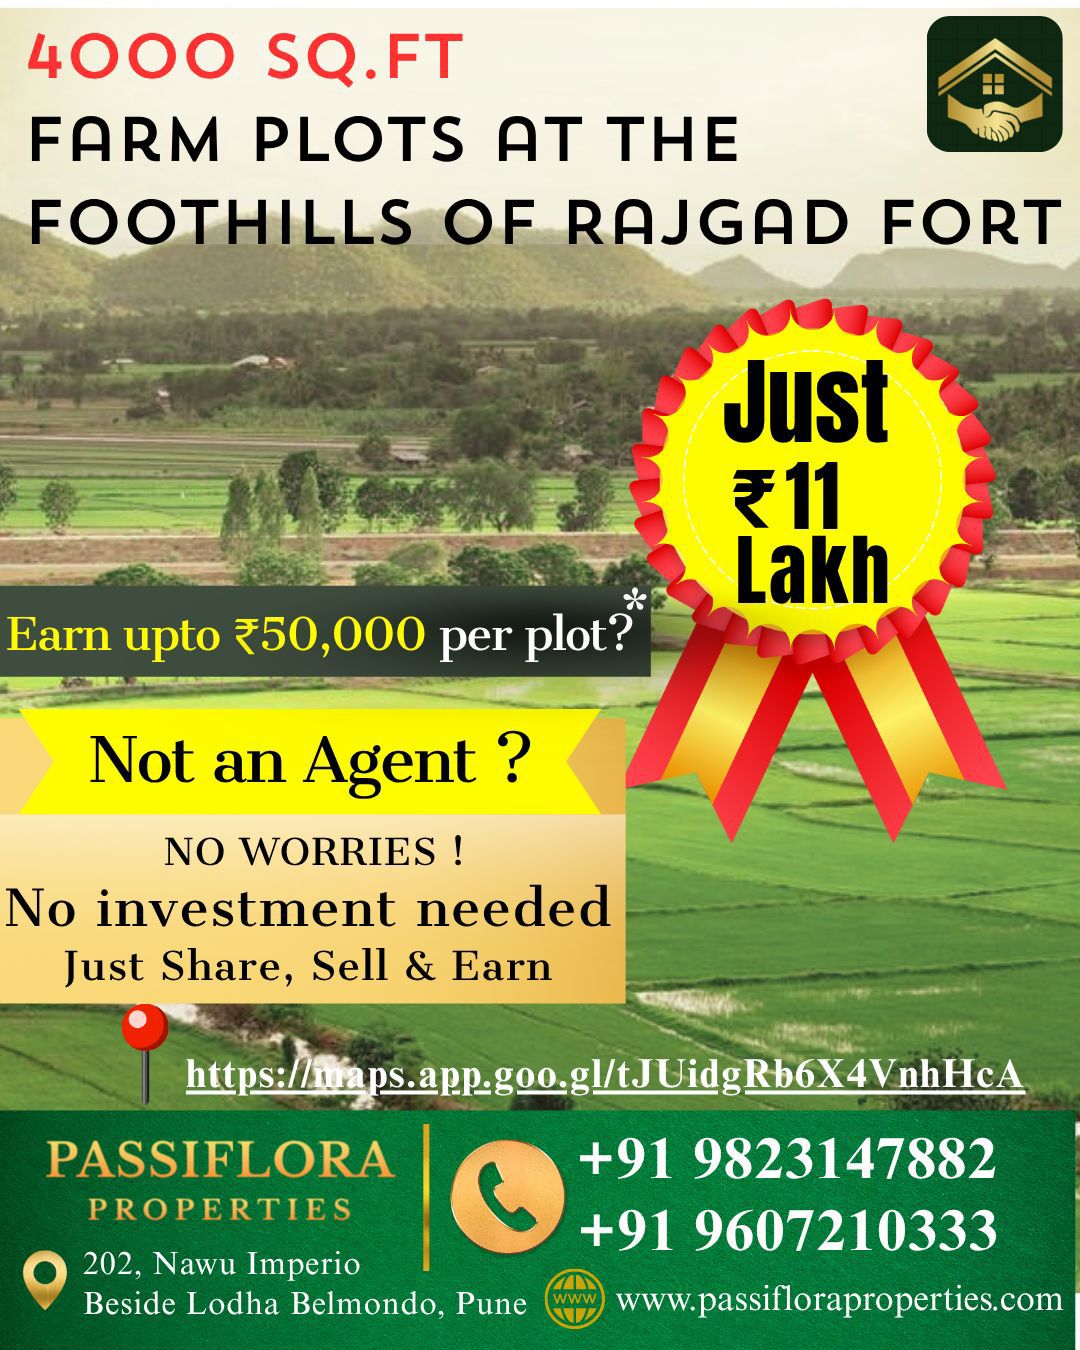 4000 SQ.FT
FARM PLOTS AT THE
FOOTHILLS OF RAJGAD FORT
Just
₹11
Lakh
Earn upto ₹50,000 per plot?*
Not an Agent ?
NO WORRIES !
No investment needed
Just Share, Sell & Earn
https://maps.app.goo.gl/tJUidgRb6X4VnhHcA
PASSIFLORA
PROPERTIES
+91 9823147882
+91 9607210333
202, Nawu Imperio
Beside Lodha Belmondo, Pune
WWW
www.passifloraproperties.com